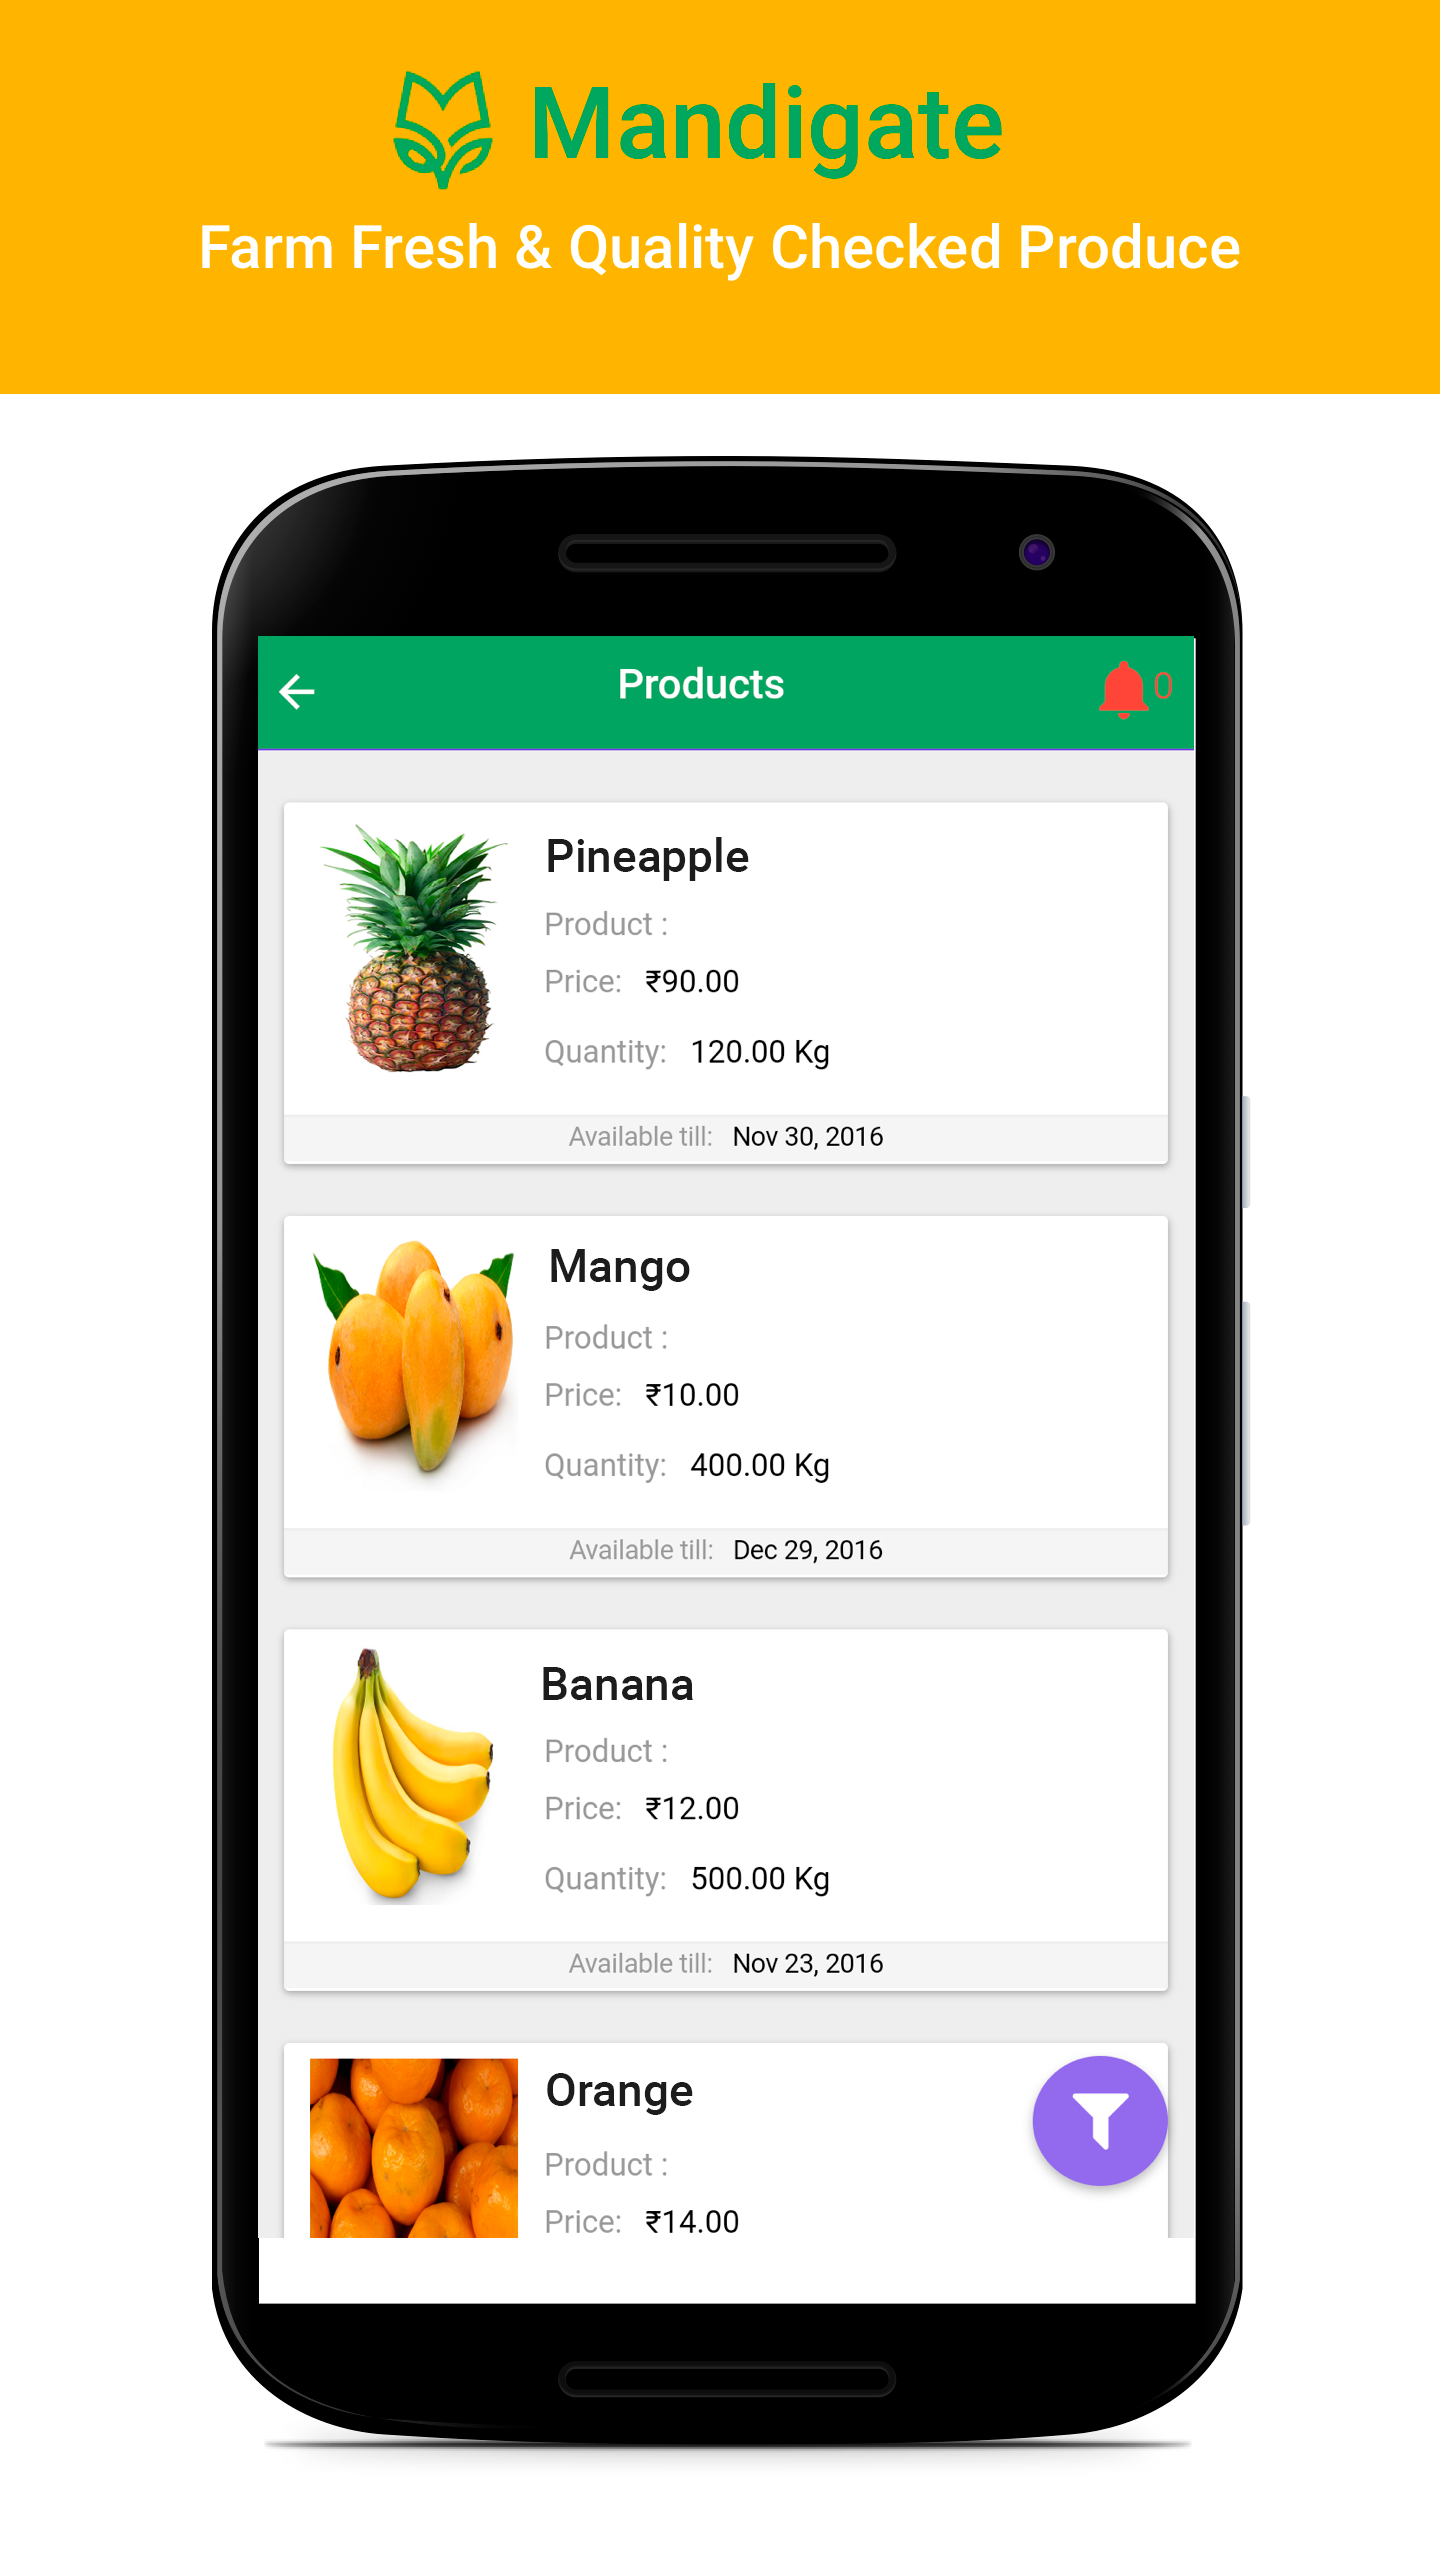 Mandigate
Farm Fresh & Quality Checked Produce
Products
0
Pineapple
Product :
Price: ₹90.00
Quantity: 120.00 Kg
Available till: Nov 30, 2016
Mango
Product :
Price: ₹10.00
Quantity: 400.00 Kg
Available till: Dec 29, 2016
Banana
Product :
Price: ₹12.00
Quantity: 500.00 Kg
Available till: Nov 23, 2016
Orange
Product :
Price: ₹14.00